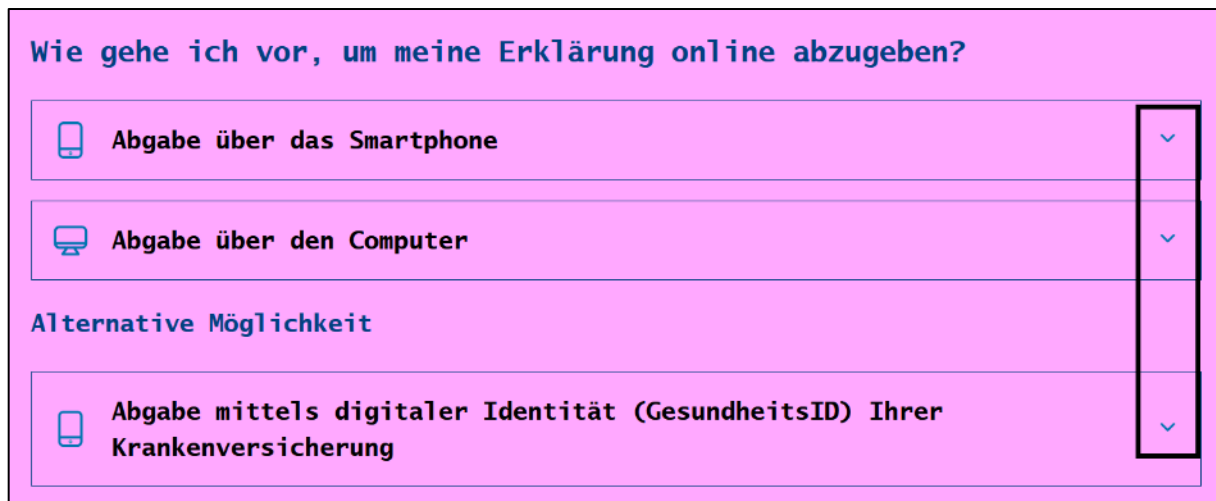 Wie gehe ich vor, um meine Erklärung online abzugeben?
Abgabe über das Smartphone
Abgabe über den Computer
Alternative Möglichkeit
Abgabe mittels digitaler Identität (GesundheitsID) Ihrer
Krankenversicherung